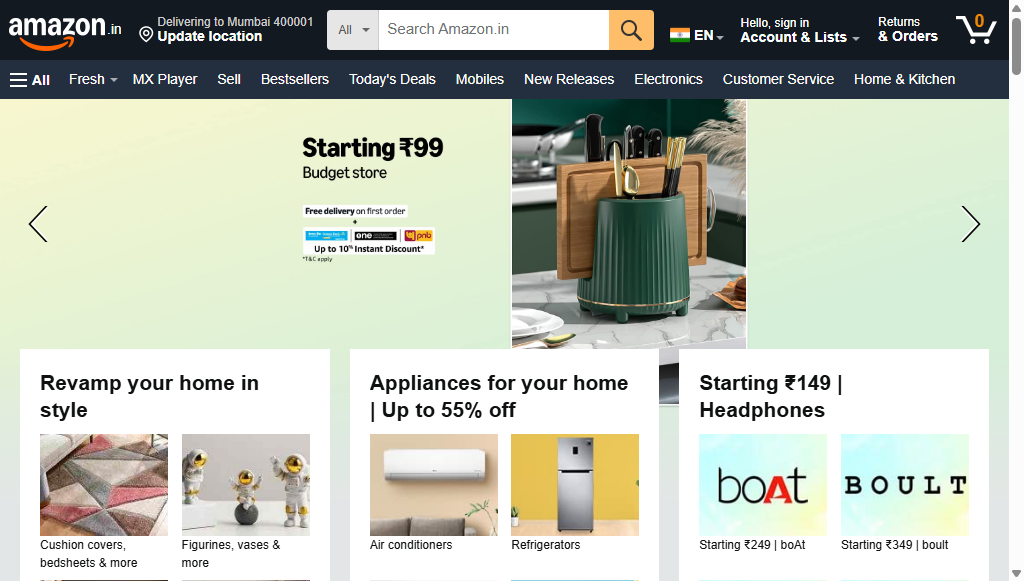 amazon.in
Delivering to Mumbai 400001
Update location
All
Search Amazon.in
EN
Hello, sign in
Account & Lists
Returns
& Orders
0
All
Fresh
MX Player
Sell
Bestsellers
Today's Deals
Mobiles
New Releases
Electronics
Customer Service
Home & Kitchen
Starting ₹99
Budget store
Free delivery on first order
+
one
pnb
Up to 10% Instant Discount*
*T&C apply
Revamp your home in
style
Cushion covers,
bedsheets & more
Figurines, vases &
more
Appliances for your home
| Up to 55% off
Air conditioners
Refrigerators
Starting ₹149 |
Headphones
boAt
BOULT
Starting ₹249 | boAt
Starting ₹349 | boult